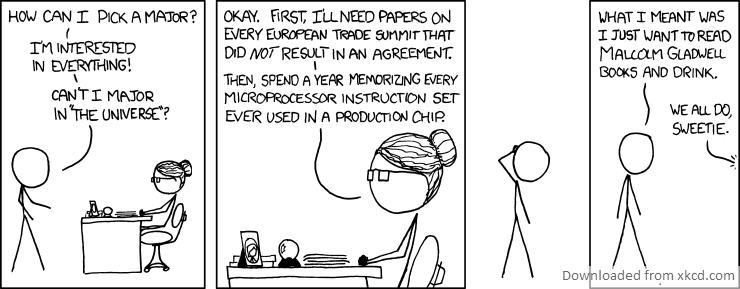 HOW CAN I PICK A MAJOR?
I'M INTERESTED
IN EVERYTHING!
CAN'T I MAJOR
IN "THE UNIVERSE"?
OKAY. FIRST, I'LL NEED PAPERS ON
EVERY EUROPEAN TRADE SUMMIT THAT
DID NOT RESULT IN AN AGREEMENT.
THEN, SPEND A YEAR MEMORIZING EVERY
MICROPROCESSOR INSTRUCTION SET
EVER USED IN A PRODUCTION CHIP.
WHAT I MEANT WAS
I JUST WANT TO READ
MALCOLM GLADWELL
BOOKS AND DRINK.
WE ALL DO,
SWEETIE.
Downloaded from xkcd.com